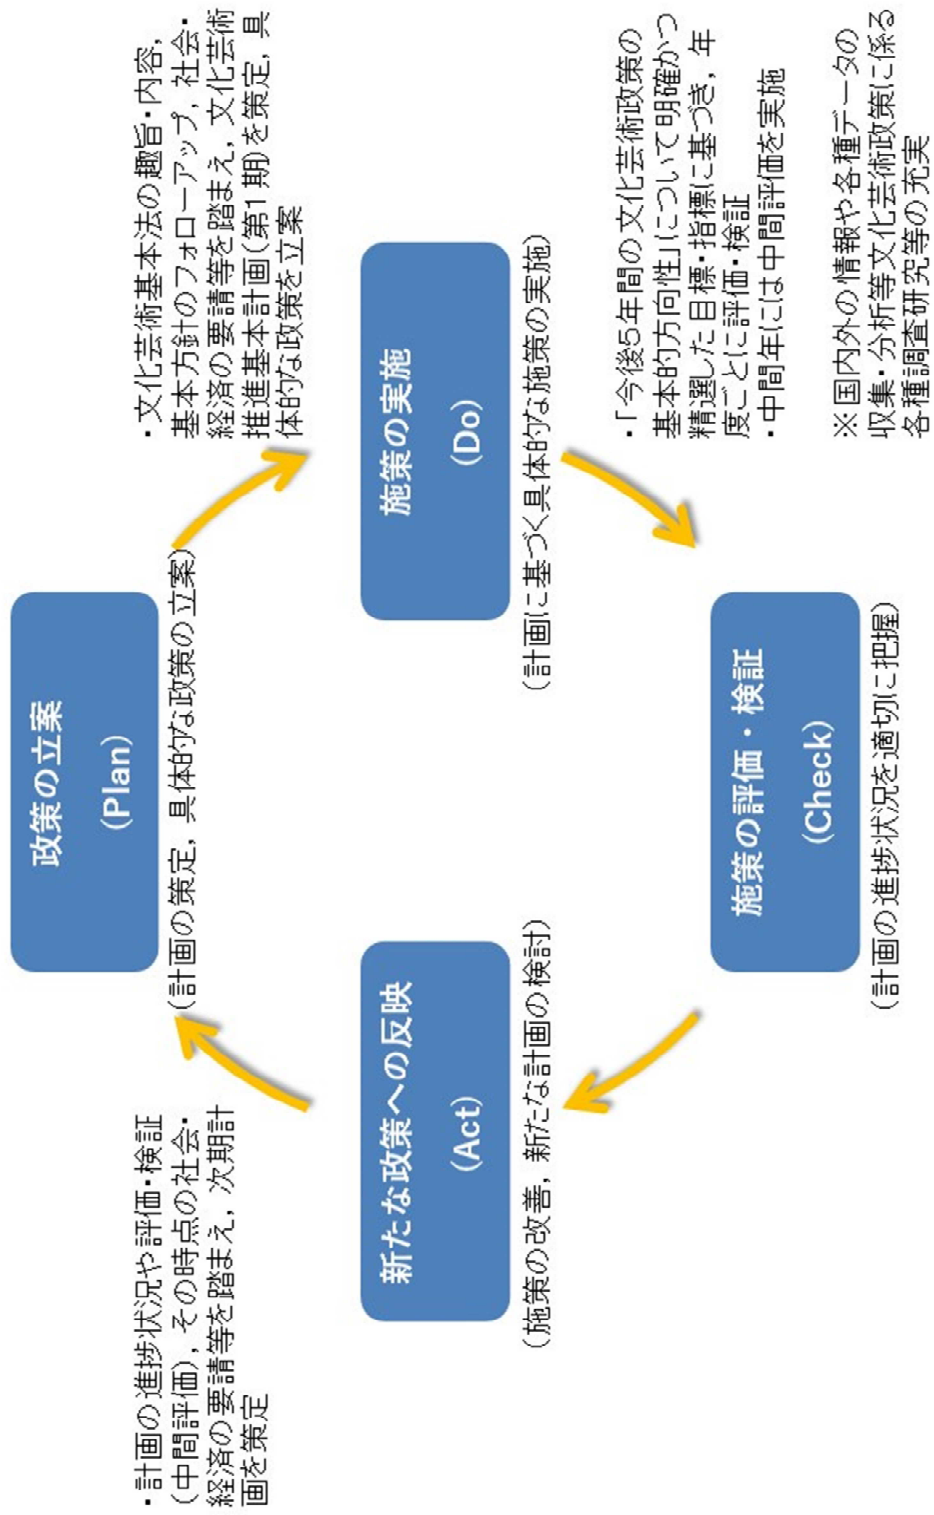 政策の立案
(Plan)
(計画の策定，具体的な政策の立案)
・文化芸術基本法の趣旨・内容，
基本方針のフォローアップ，社会・
経済の要請等を踏まえ，文化芸術
推進基本計画(第1期)を策定，具
体的な政策を立案
施策の実施
(Do)
(計画に基づく具体的な施策の実施)
・「今後5年間の文化芸術政策の
基本的方向性」について明確かつ
精選した目標・指標に基づき，年
度ごとに評価・検証
・中間年には中間評価を実施
※国内外の情報や各種データの
収集・分析等文化芸術政策に係る
各種調査研究等の充実
施策の評価・検証
(Check)
(計画の進捗状況を適切に把握)
新たな政策への反映
(Act)
(施策の改善，新たな計画の検討)
・計画の進捗状況や評価・検証
(中間評価)，その時点の社会・
経済の要請等を踏まえ，次期計
画を策定